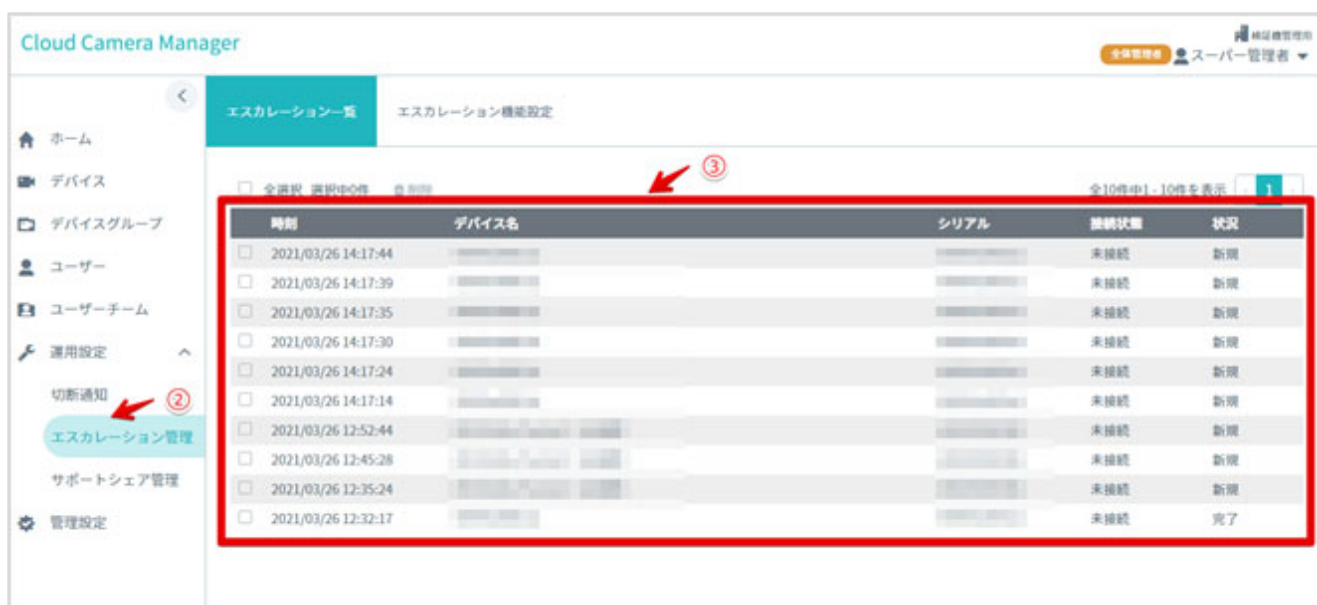 Cloud Camera Manager
検証機管理用
全体管理者 スーパー管理者
エスカレーション一覧 エスカレーション機能設定
ホーム
デバイス
デバイスグループ
ユーザー
ユーザーチーム
運用設定
切断通知
②
エスカレーション管理
サポートシェア管理
管理設定
③
全選択 選択中0件 削除
全10件中1 - 10件を表示 1
時刻 デバイス名 シリアル 接続状態 状況
2021/03/26 14:17:44 未接続 新規
2021/03/26 14:17:39 未接続 新規
2021/03/26 14:17:35 未接続 新規
2021/03/26 14:17:30 未接続 新規
2021/03/26 14:17:24 未接続 新規
2021/03/26 14:17:14 未接続 新規
2021/03/26 12:52:44 未接続 新規
2021/03/26 12:45:28 未接続 新規
2021/03/26 12:35:24 未接続 新規
2021/03/26 12:32:17 未接続 完了